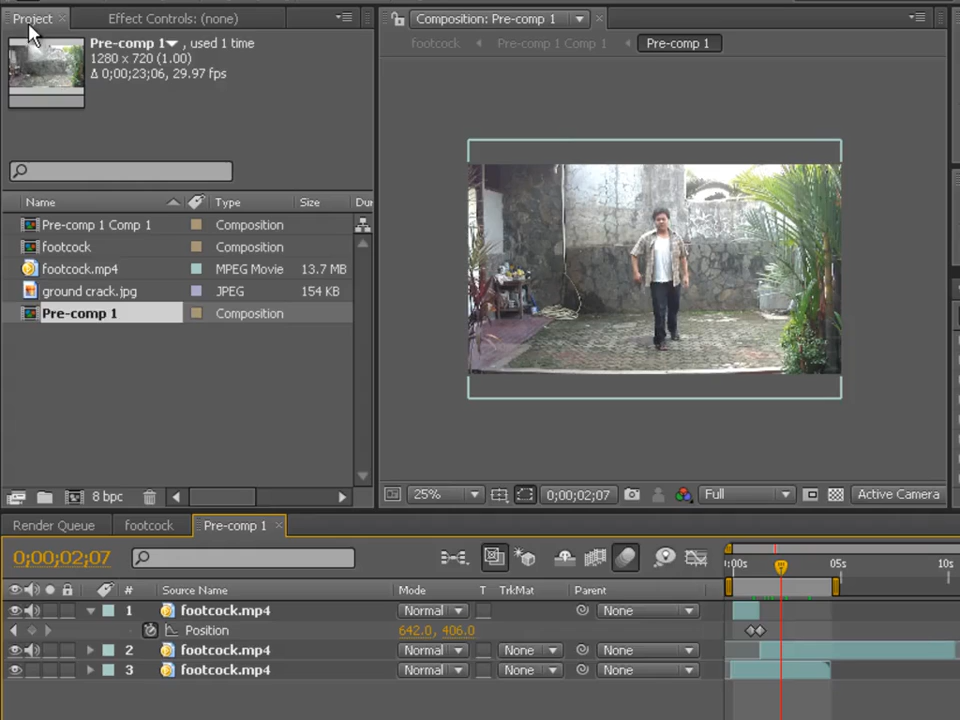 Project
Effect Controls: (none)
Composition: Pre-comp 1
Pre-comp 1 , used 1 time
1280 x 720 (1.00)
Δ 0;00;23;06, 29.97 fps
footcock
Pre-comp 1 Comp 1
Pre-comp 1
Name
Type
Size
Dur
Pre-comp 1 Comp 1
Composition
footcock
Composition
footcock.mp4
MPEG Movie
13.7 MB
ground crack.jpg
JPEG
154 KB
Pre-comp 1
Composition
8 bpc
25%
0;00;02;07
Full
Active Camera
Render Queue
footcock
Pre-comp 1
0;00;02;07
:00s
05s
10s
#
Source Name
Mode
T
TrkMat
Parent
1
footcock.mp4
Normal
None
Position
642.0, 406.0
2
footcock.mp4
Normal
None
None
3
footcock.mp4
Normal
None
None